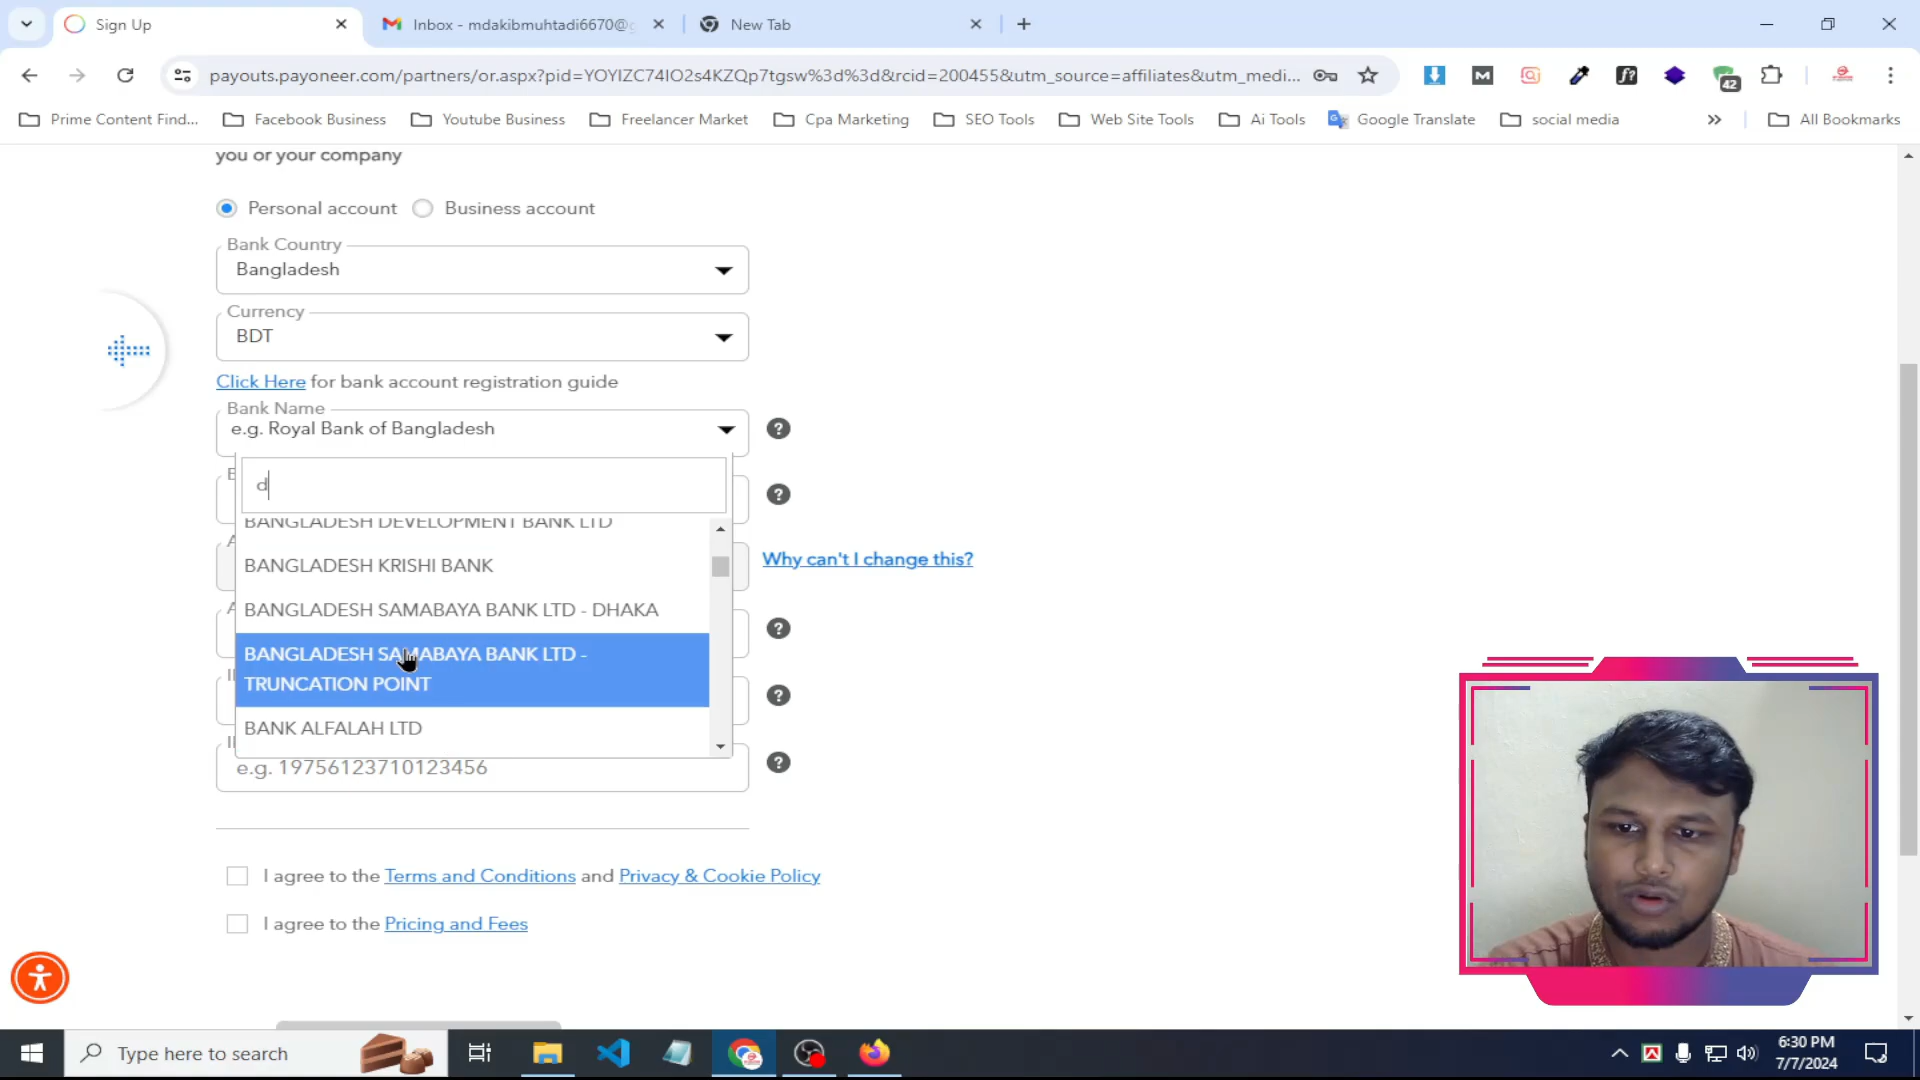 Sign Up
Inbox - mdakibmuhtadi6670@g
New Tab
payouts.payoneer.com/partners/or.aspx?pid=YOYIZC74IO2s4KZQp7tgsw%3d%3d&rcid=200455&utm_source=affiliates&utm_medi...
42
Prime Content Find...
Facebook Business
Youtube Business
Freelancer Market
Cpa Marketing
SEO Tools
Web Site Tools
Ai Tools
Google Translate
social media
All Bookmarks
you or your company
Personal account
Business account
Bank Country
Bangladesh
Currency
BDT
Click Here for bank account registration guide
Bank Name
e.g. Royal Bank of Bangladesh
d
BANGLADESH DEVELOPMENT BANK LTD
BANGLADESH KRISHI BANK
Why can't I change this?
BANGLADESH SAMABAYA BANK LTD - DHAKA
BANGLADESH SAMABAYA BANK LTD -
TRUNCATION POINT
BANK ALFALAH LTD
e.g. 19756123710123456
I agree to the Terms and Conditions and Privacy & Cookie Policy
I agree to the Pricing and Fees
Type here to search
6:30 PM
7/7/2024